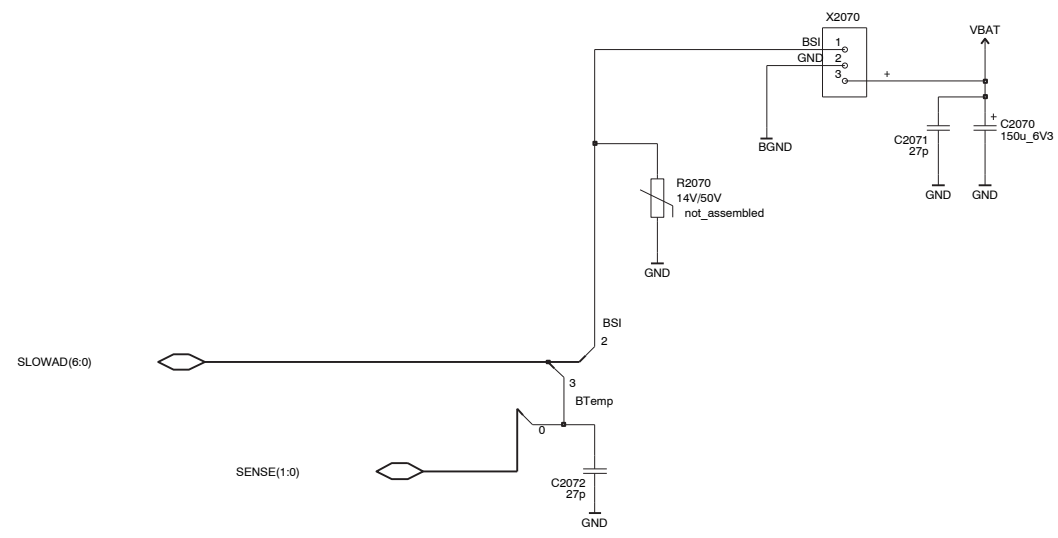 X2070
VBAT
BSI 1
GND 2
3
+
+
C2070
150u_6V3
C2071
27p
BGND
GND
GND
R2070
14V/50V
not_assembled
GND
BSI
2
SLOWAD(6:0)
3
BTemp
0
SENSE(1:0)
C2072
27p
GND